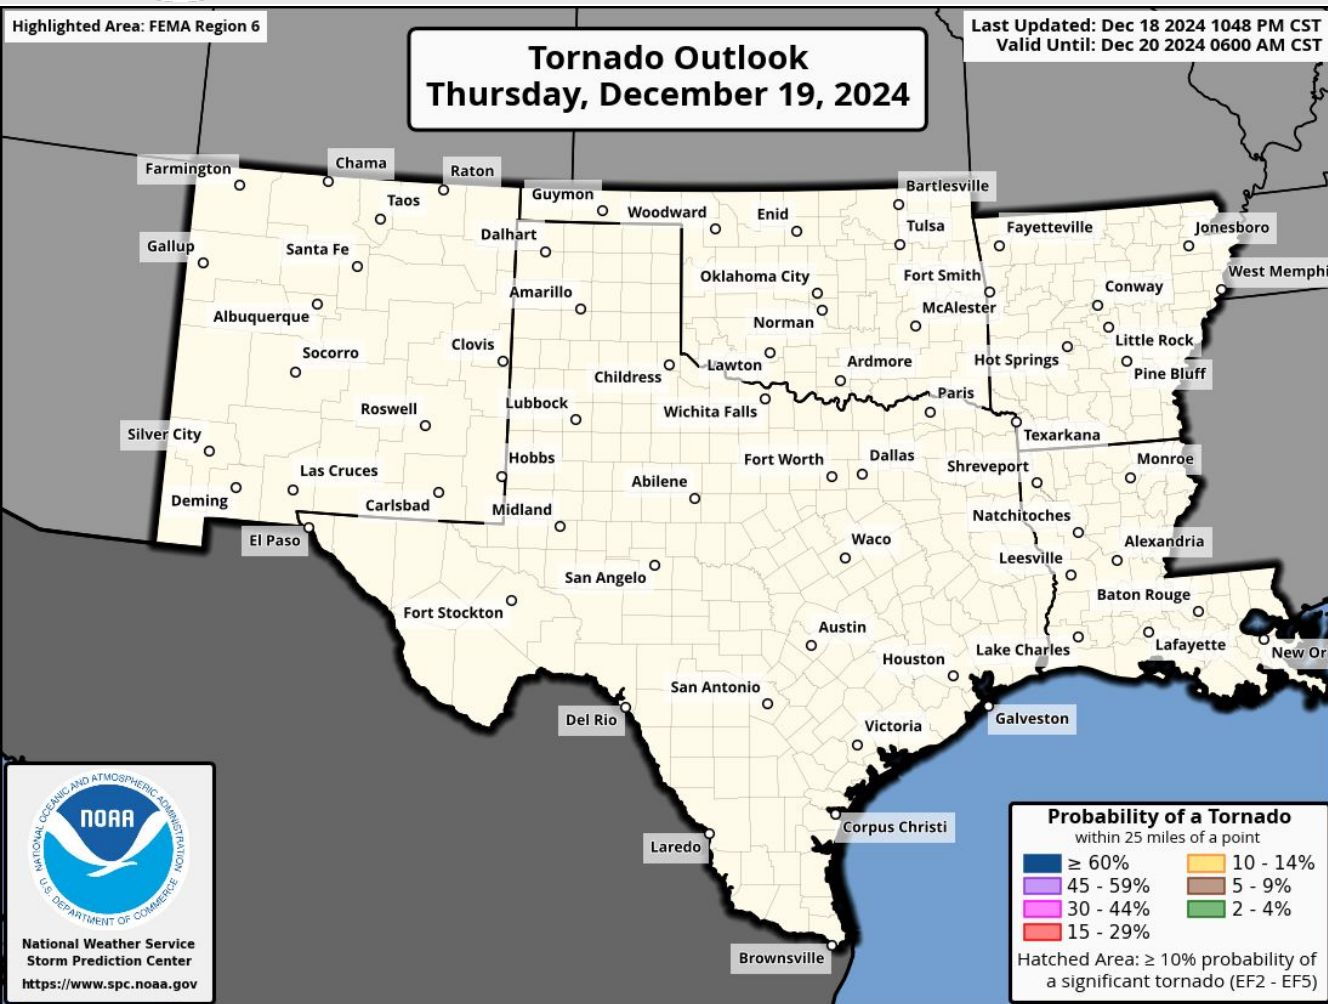 Highlighted Area: FEMA Region 6
Last Updated: Dec 18 2024 1048 PM CST
Valid Until: Dec 20 2024 0600 AM CST
Tornado Outlook
Thursday, December 19, 2024
Farmington
Chama
Raton
Taos
Guymon
Woodward
Enid
Bartlesville
Tulsa
Fayetteville
Jonesboro
Gallup
Santa Fe
Dalhart
Oklahoma City
Fort Smith
West Memphi
Albuquerque
Amarillo
Norman
McAlester
Conway
Little Rock
Socorro
Clovis
Childress
Lawton
Ardmore
Hot Springs
Pine Bluff
Roswell
Lubbock
Wichita Falls
Paris
Texarkana
Silver City
Las Cruces
Hobbs
Abilene
Fort Worth
Dallas
Shreveport
Monroe
Deming
Carlsbad
Midland
Natchitoches
El Paso
Waco
Leesville
Alexandria
San Angelo
Fort Stockton
Baton Rouge
Austin
Lake Charles
Lafayette
New Or
Houston
San Antonio
Del Rio
Galveston
Victoria
Corpus Christi
Laredo
Brownsville
NATIONAL OCEANIC AND ATMOSPHERIC ADMINISTRATION
NOAA
U.S. DEPARTMENT OF COMMERCE
National Weather Service
Storm Prediction Center
https://www.spc.noaa.gov
Probability of a Tornado
within 25 miles of a point
≥ 60%
10 - 14%
45 - 59%
5 - 9%
30 - 44%
2 - 4%
15 - 29%
Hatched Area: ≥ 10% probability of
a significant tornado (EF2 - EF5)